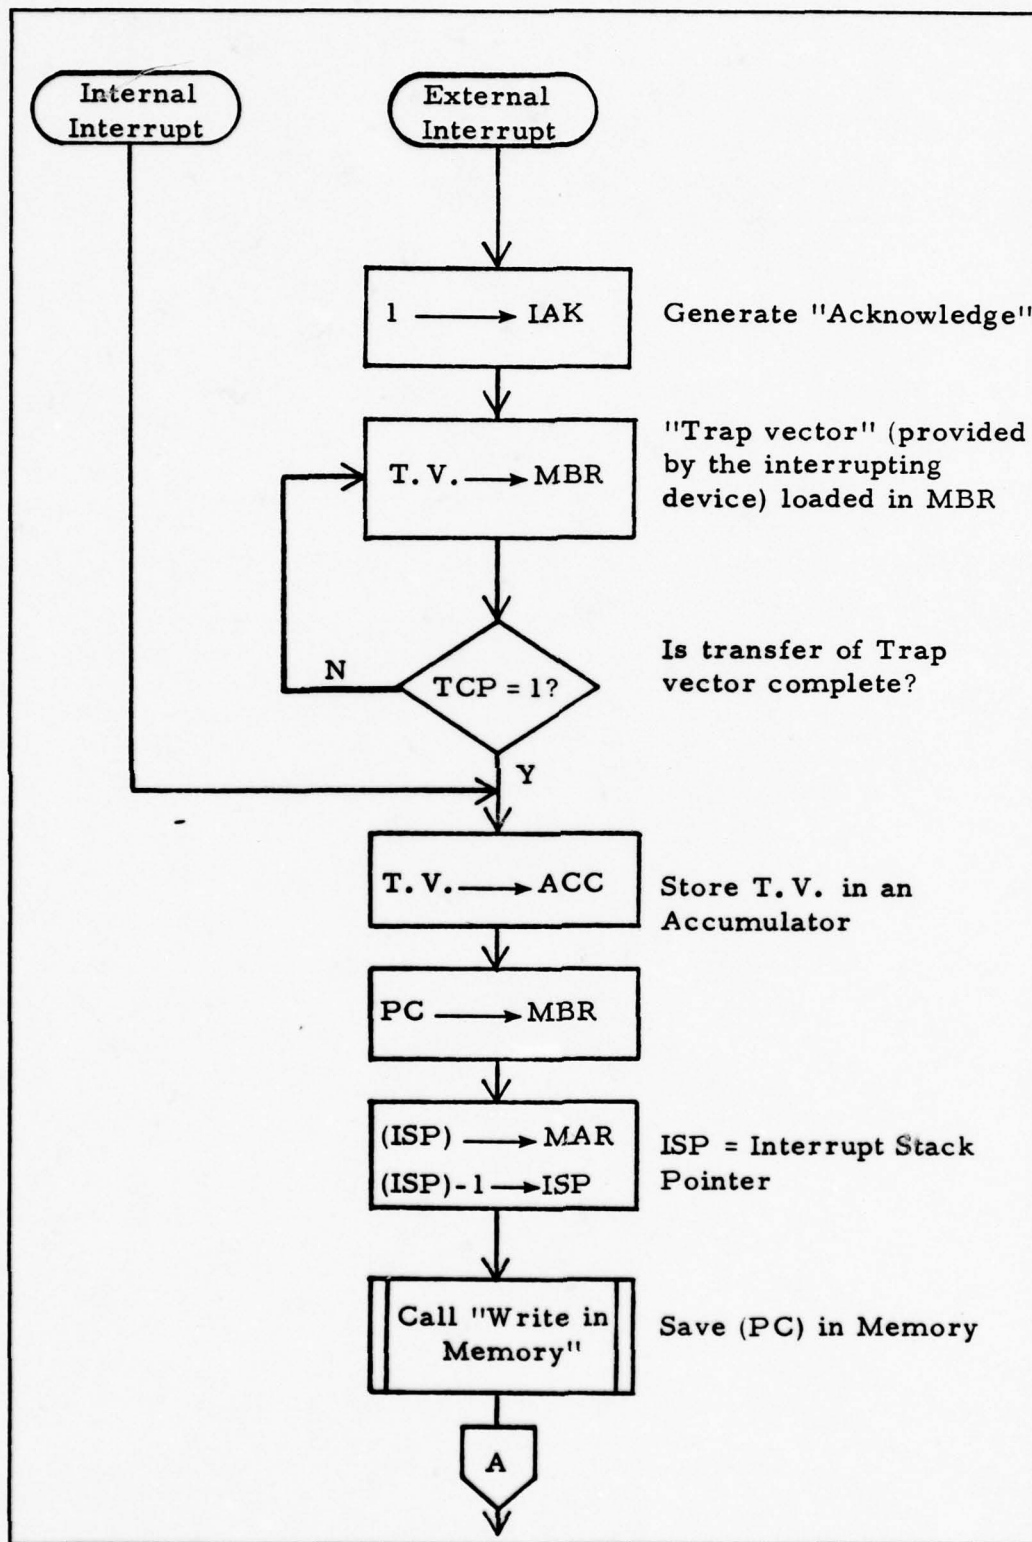 Internal
Interrupt
External
Interrupt
1 → IAK
Generate "Acknowledge"
T. V. → MBR
"Trap vector" (provided
by the interrupting
device) loaded in MBR
N
TCP = 1?
Is transfer of Trap
vector complete?
Y
T. V. → ACC
Store T. V. in an
Accumulator
PC → MBR
(ISP) → MAR
(ISP)-1 → ISP
ISP = Interrupt Stack
Pointer
Call "Write in
Memory"
Save (PC) in Memory
A